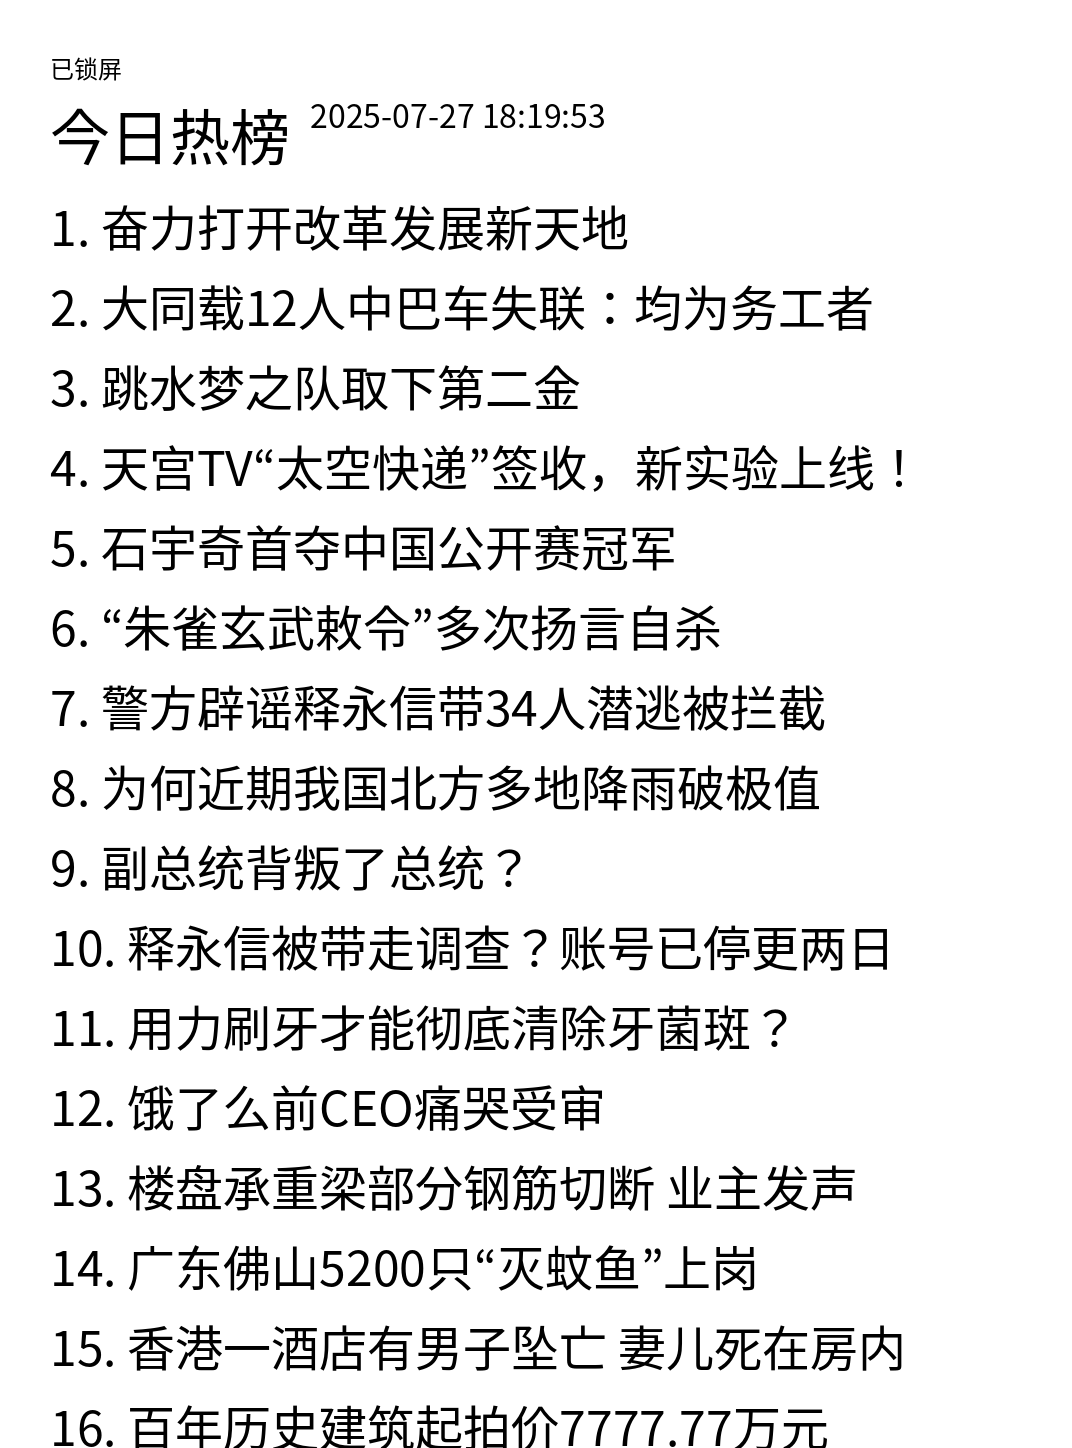 已锁屏
今日热榜 2025-07-27 18:19:53
1. 奋力打开改革发展新天地
2. 大同载12人中巴车失联：均为务工者
3. 跳水梦之队取下第二金
4. 天宫TV“太空快递”签收，新实验上线！
5. 石宇奇首夺中国公开赛冠军
6. “朱雀玄武敕令”多次扬言自杀
7. 警方辟谣释永信带34人潜逃被拦截
8. 为何近期我国北方多地降雨破极值
9. 副总统背叛了总统？
10. 释永信被带走调查？账号已停更两日
11. 用力刷牙才能彻底清除牙菌斑？
12. 饿了么前CEO痛哭受审
13. 楼盘承重梁部分钢筋切断 业主发声
14. 广东佛山5200只“灭蚊鱼”上岗
15. 香港一酒店有男子坠亡 妻儿死在房内
16. 百年历史建筑起拍价7777.77万元